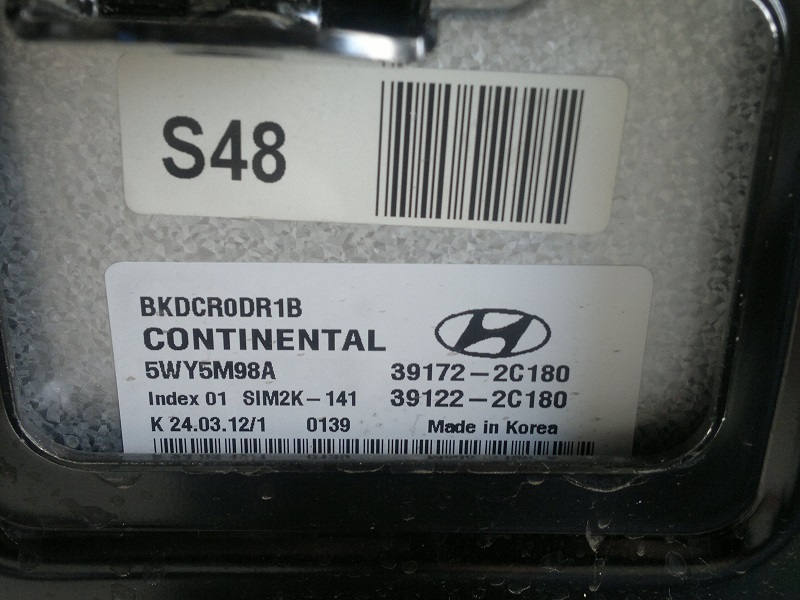 S48
BKDCR0DR1B
CONTINENTAL
5WY5M98A 39172-2C180
Index 01 SIM2K-141 39122-2C180
K 24.03.12/1 0139 Made in Korea